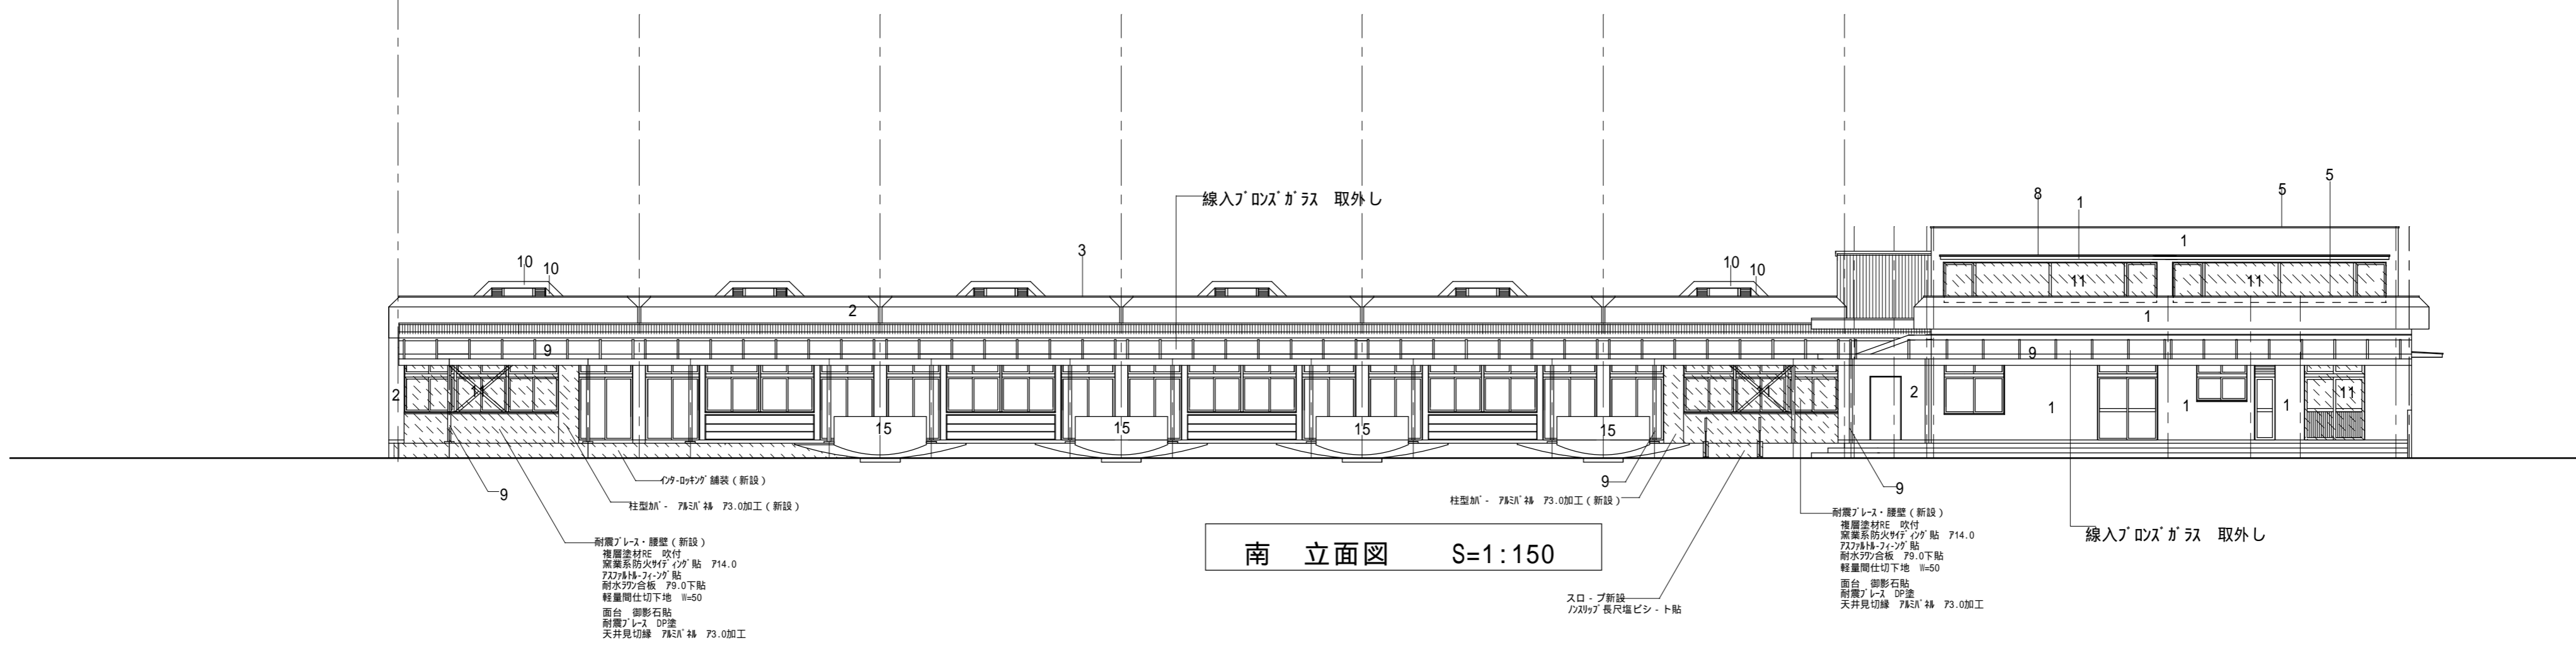 線入ブロンズガラス　取外し
5
5
8
1
3
1
10
10
10
10
11
11
2
1
9
9
11
11
11
2
2
1
1
1
15
15
15
15
9
9
9
インターロッキング舗装（新設）
柱型カバー　アルミパネル　ア3.0加工（新設）
柱型カバー　アルミパネル　ア3.0加工（新設）
耐震ブレース・腰壁（新設）
複層塗材RE　吹付
窯業系防火サイディング貼　ア14.0
アスファルトルーフィーング貼
耐水ラワン合板　ア9.0下貼
軽量間仕切下地　W=50
面台　御影石貼
耐震ブレース　DP塗
天井見切縁　アルミパネル　ア3.0加工
南　立面図　S=1:150
スロ－プ新設
ノンスリップ長尺塩ビシ－ト貼
耐震ブレース・腰壁（新設）
複層塗材RE　吹付
窯業系防火サイディング貼　ア14.0
アスファルトルーフィーング貼
耐水ラワン合板　ア9.0下貼
軽量間仕切下地　W=50
面台　御影石貼
耐震ブレース　DP塗
天井見切縁　アルミパネル　ア3.0加工
線入ブロンズガラス　取外し